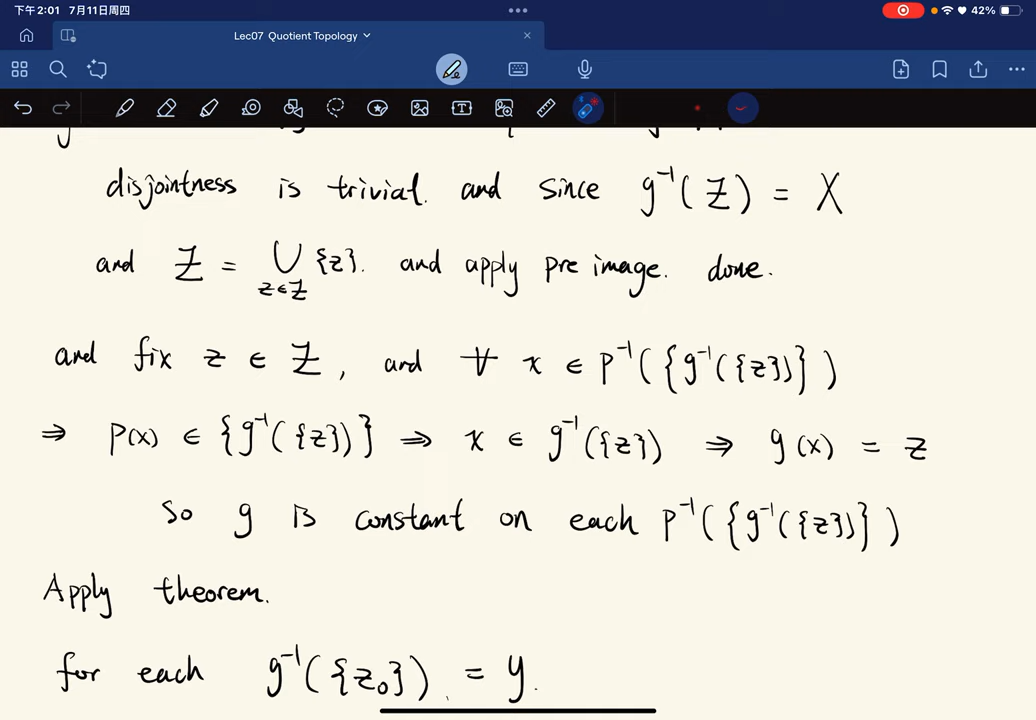 下午2:01 7月11日周四
42%
Lec07 Quotient Topology
disjointness is trivial. and since g⁻¹(Z) = X
and Z = ∪_{z∈Z} {z}. and apply pre image. done.
and fix z ∈ Z, and ∀ x ∈ p⁻¹({g⁻¹({z})})
⇒ p(x) ∈ {g⁻¹({z})} ⇒ x ∈ g⁻¹({z}) ⇒ g(x) = z
So g is constant on each p⁻¹({g⁻¹({z})})
Apply theorem.
for each g⁻¹({z₀}) = y.